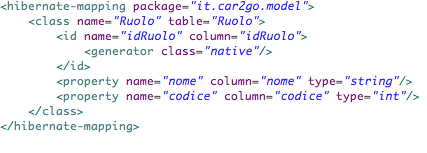 <hibernate-mapping package="it.car2go.model">
    <class name="Ruolo" table="Ruolo">
        <id name="idRuolo" column="idRuolo">
            <generator class="native"/>
        </id>
        <property name="nome" column="nome" type="string"/>
        <property name="codice" column="codice" type="int"/>
    </class>
</hibernate-mapping>